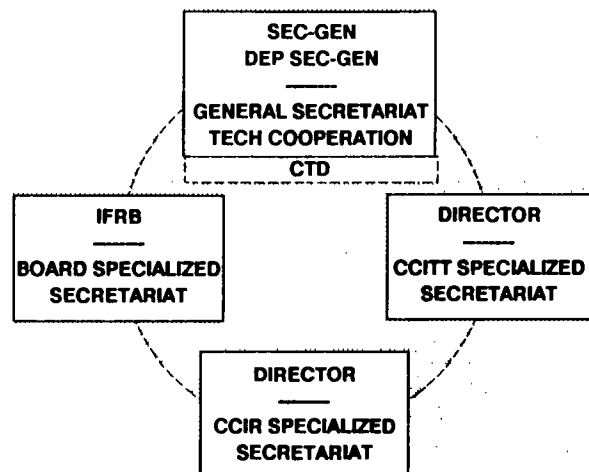 SEC-GEN
DEP SEC-GEN
GENERAL SECRETARIAT
TECH COOPERATION
CTD
IFRB
BOARD SPECIALIZED
SECRETARIAT
DIRECTOR
CCITT SPECIALIZED
SECRETARIAT
DIRECTOR
CCIR SPECIALIZED
SECRETARIAT